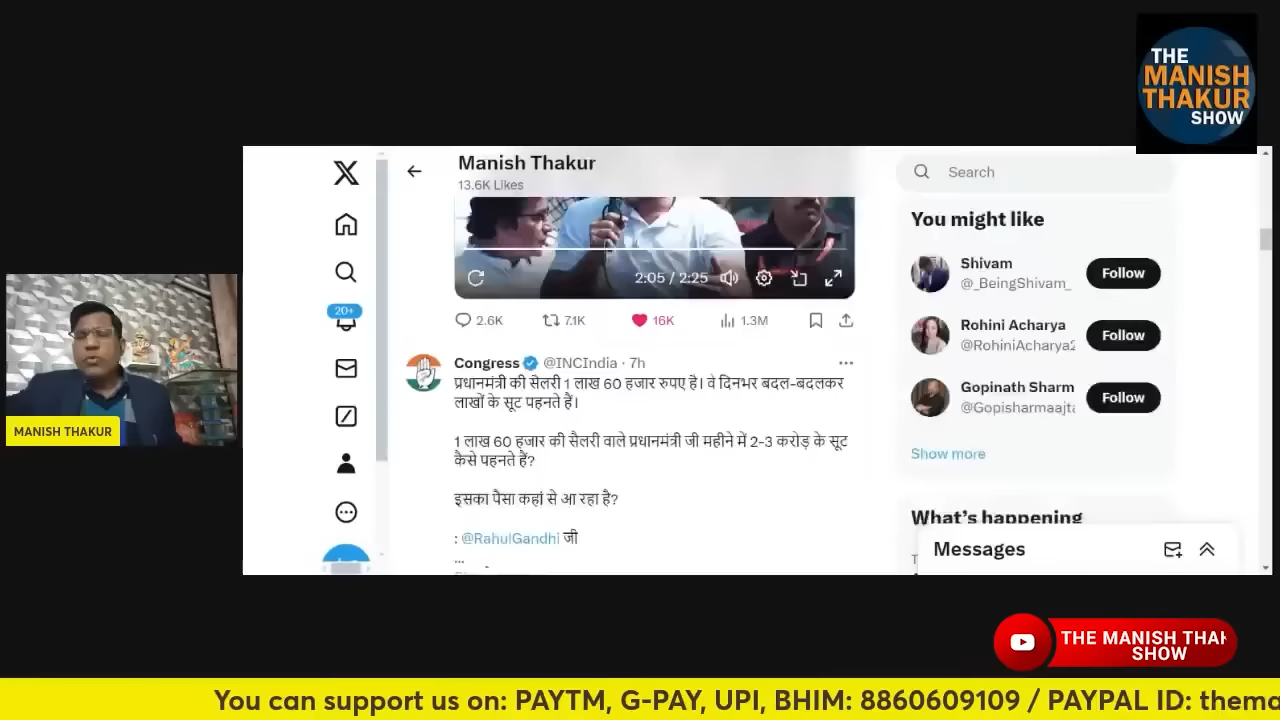 THE
MANISH
THAKUR
SHOW
Manish Thakur
13.6K Likes
Search
You might like
Shivam
@_BeingShivam_
Follow
Rohini Acharya
@RohiniAcharya
Follow
Gopinath Sharm
@Gopisharmaajta
Follow
Show more
What's happening
Messages
20+
2:05 / 2:25
2.6K 7.1K 16K 1.3M
Congress @INCIndia · 7h
प्रधानमंत्री की सेलरी 1 लाख 60 हजार रुपए है। वे दिनभर बदल-बदलकर
लाखों के सूट पहनते हैं।
1 लाख 60 हजार की सैलरी वाले प्रधानमंत्री जी महीने में 2-3 करोड़ के सूट
कैसे पहनते हैं?
इसका पैसा कहां से आ रहा है?
: @RahulGandhi जी
...
MANISH THAKUR
THE MANISH THAK
SHOW
You can support us on: PAYTM, G-PAY, UPI, BHIM: 8860609109 / PAYPAL ID: thema